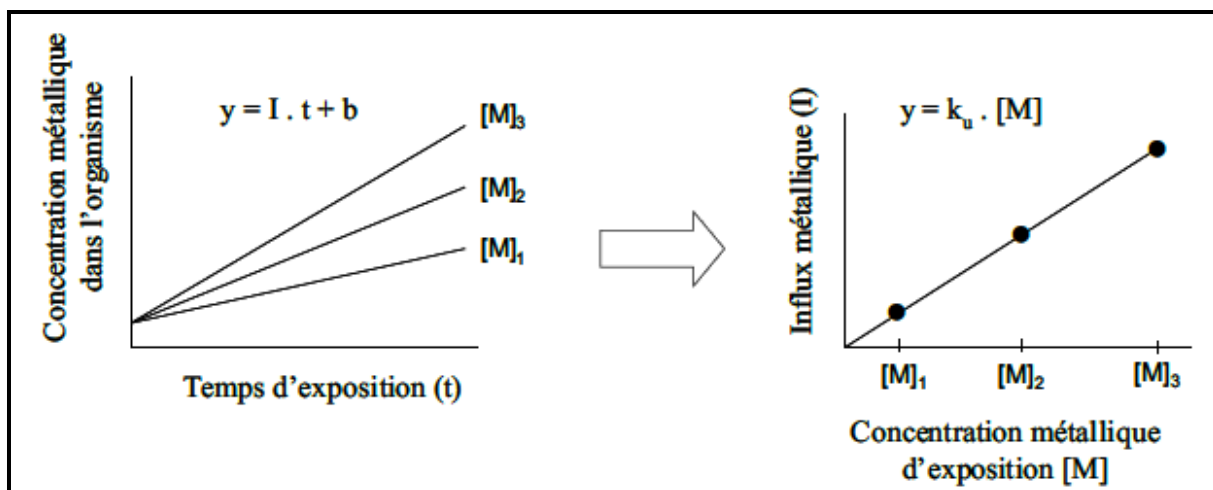 Concentration métallique
dans l'organisme
y = I . t + b
[M]₃
[M]₂
[M]₁
Temps d'exposition (t)
Influx métallique (I)
y = kᵤ . [M]
[M]₁
[M]₂
[M]₃
Concentration métallique
d'exposition [M]